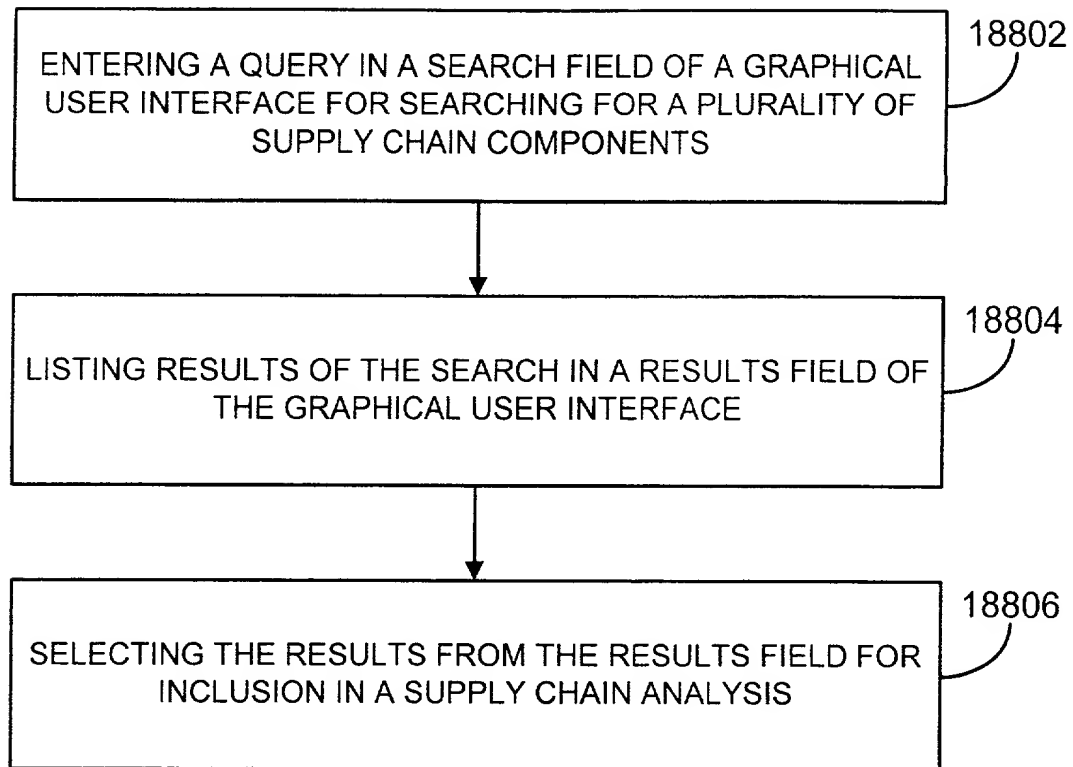 18802
ENTERING A QUERY IN A SEARCH FIELD OF A GRAPHICAL
USER INTERFACE FOR SEARCHING FOR A PLURALITY OF
SUPPLY CHAIN COMPONENTS
18804
LISTING RESULTS OF THE SEARCH IN A RESULTS FIELD OF
THE GRAPHICAL USER INTERFACE
18806
SELECTING THE RESULTS FROM THE RESULTS FIELD FOR
INCLUSION IN A SUPPLY CHAIN ANALYSIS